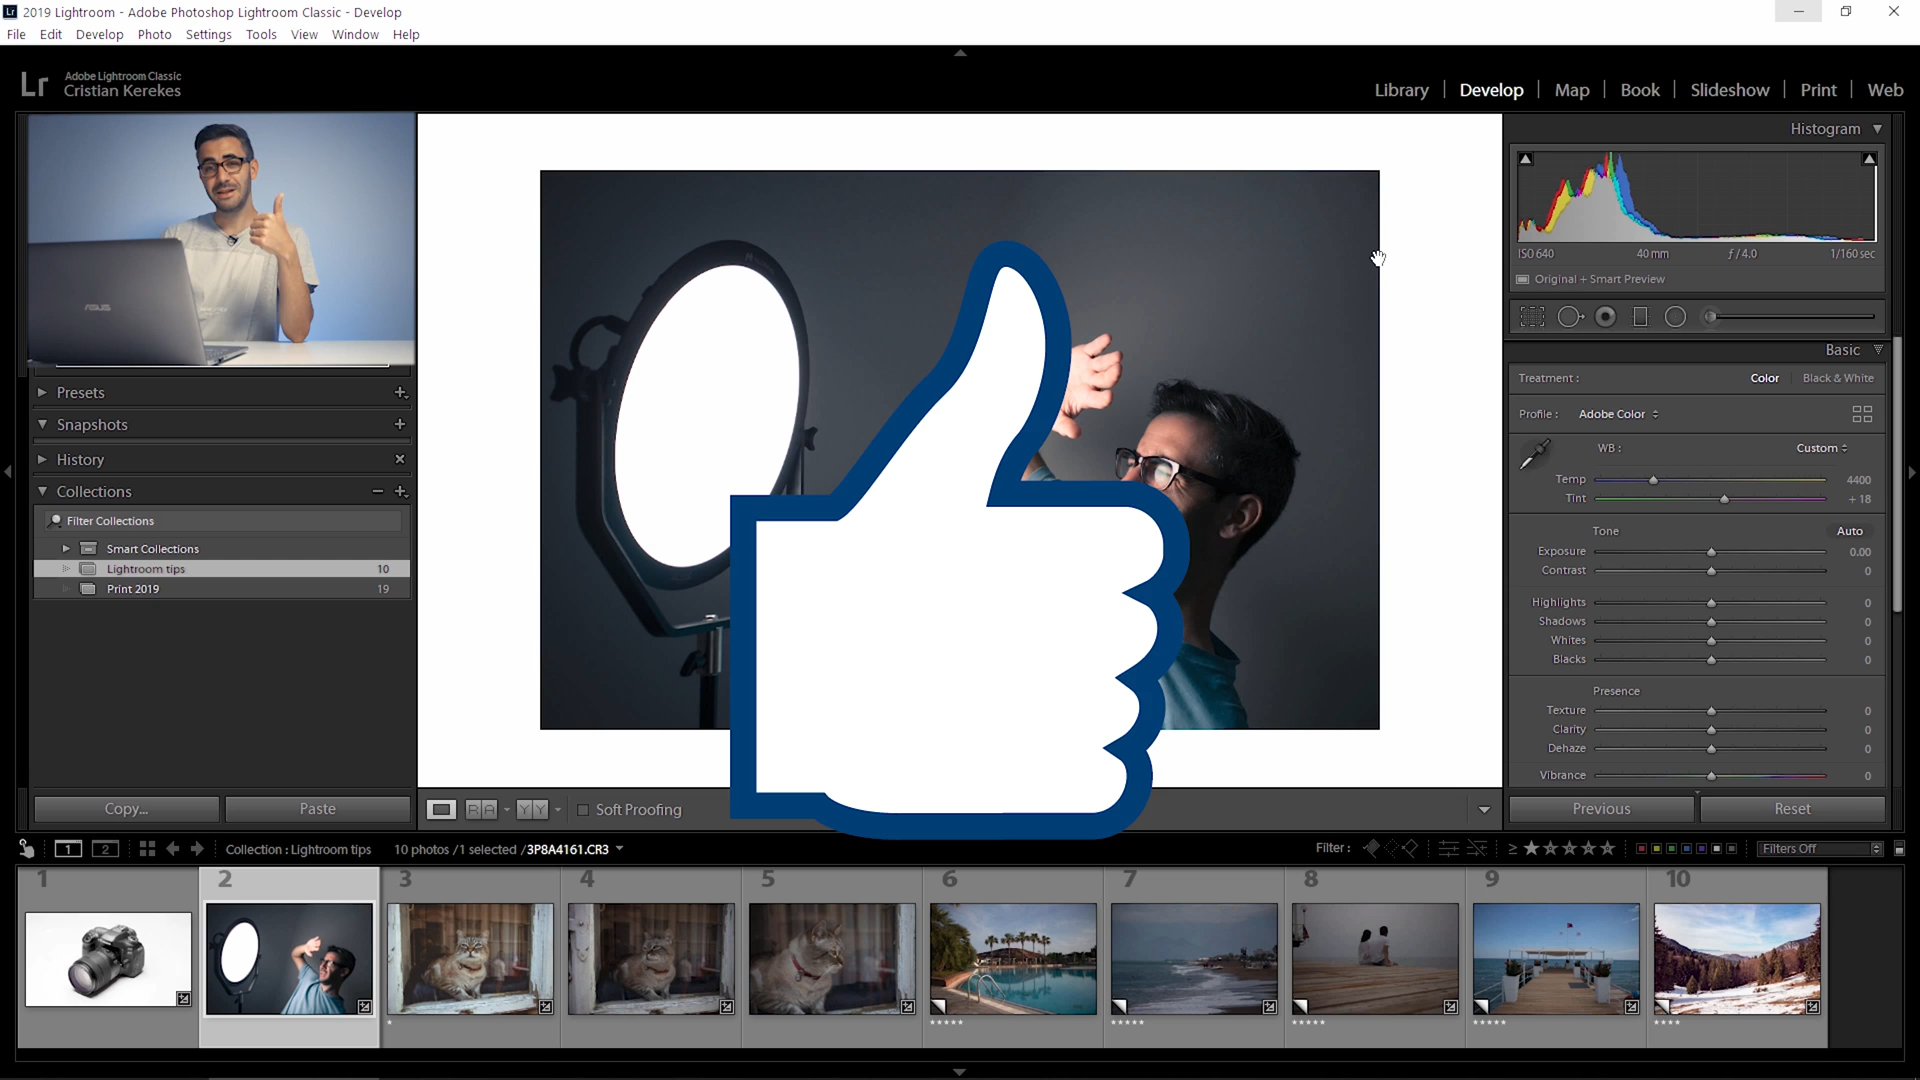 Lr 2019 Lightroom - Adobe Photoshop Lightroom Classic - Develop
File Edit Develop Photo Settings Tools View Window Help
Lr Adobe Lightroom Classic
Cristian Kerekes
Library Develop Map Book Slideshow Print Web
ASUS
Presets
Snapshots
History
Collections
Filter Collections
Smart Collections
Lightroom tips 10
Print 2019 19
Copy... Paste
Soft Proofing
Histogram
ISO 640 40 mm ƒ / 4.0 1/160 sec
Original + Smart Preview
Basic
Treatment : Color Black & White
Profile : Adobe Color
WB : Custom
Temp 4400
Tint + 18
Tone Auto
Exposure 0.00
Contrast 0
Highlights 0
Shadows 0
Whites 0
Blacks 0
Presence
Texture 0
Clarity 0
Dehaze 0
Vibrance 0
Previous Reset
1 2 Collection : Lightroom tips 10 photos / 1 selected / 3P8A4161.CR3
Filter : Filters Off
1 2 3 4 5 6 7 8 9 10